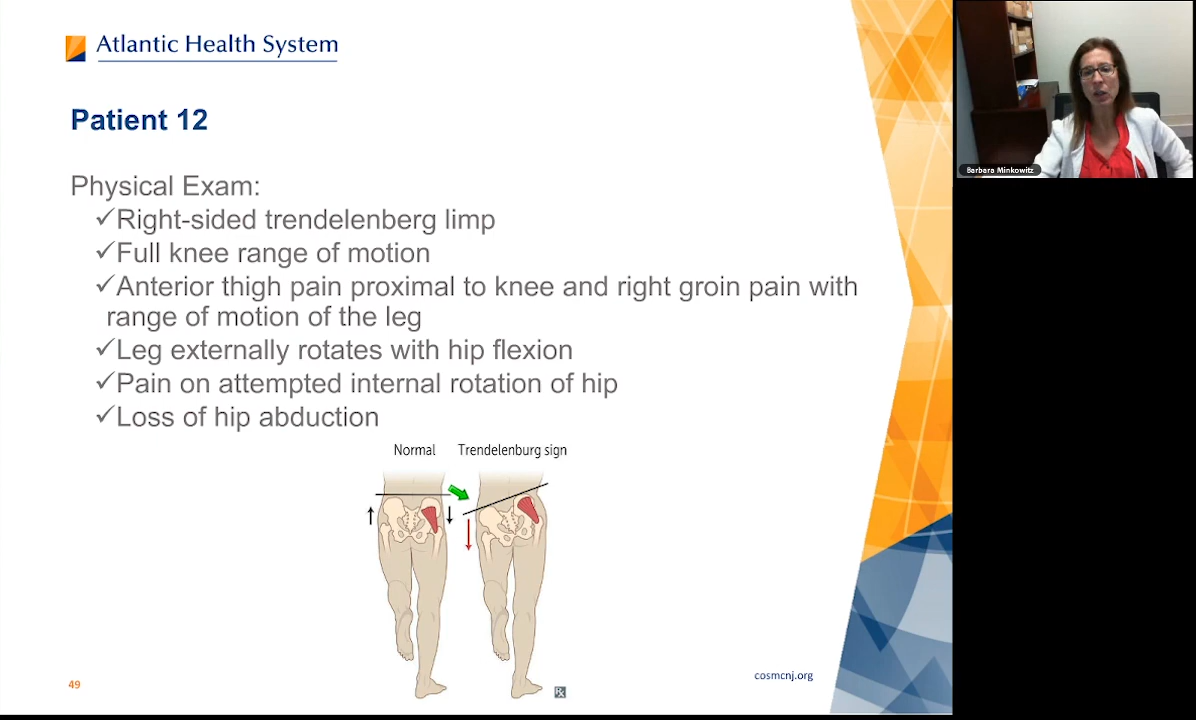 Atlantic Health System
Patient 12
Physical Exam:
✓Right-sided trendelenberg limp
✓Full knee range of motion
✓Anterior thigh pain proximal to knee and right groin pain with
range of motion of the leg
✓Leg externally rotates with hip flexion
✓Pain on attempted internal rotation of hip
✓Loss of hip abduction
Normal Trendelenburg sign
49
cosmcnj.org
Barbara Minkowitz